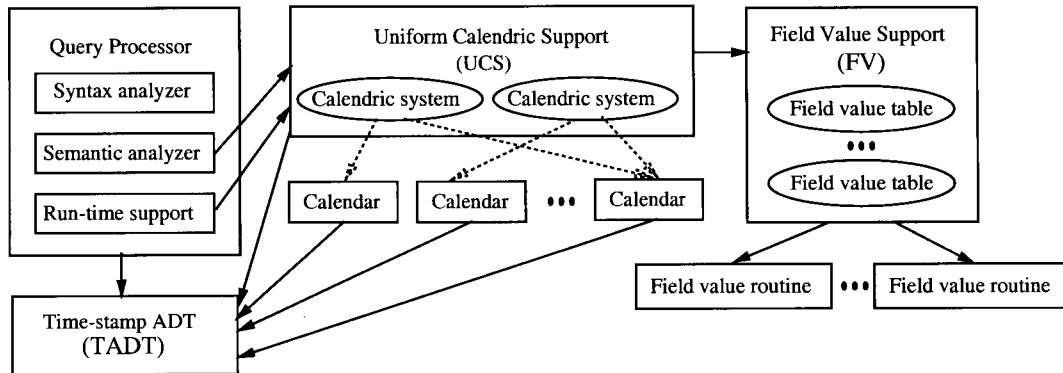 Query Processor
Syntax analyzer
Semantic analyzer
Run-time support
Time-stamp ADT
(TADT)
Uniform Calendric Support
(UCS)
Calendric system
Calendric system
Calendar
Calendar
•••
Calendar
Field Value Support
(FV)
Field value table
•••
Field value table
Field value routine
•••
Field value routine